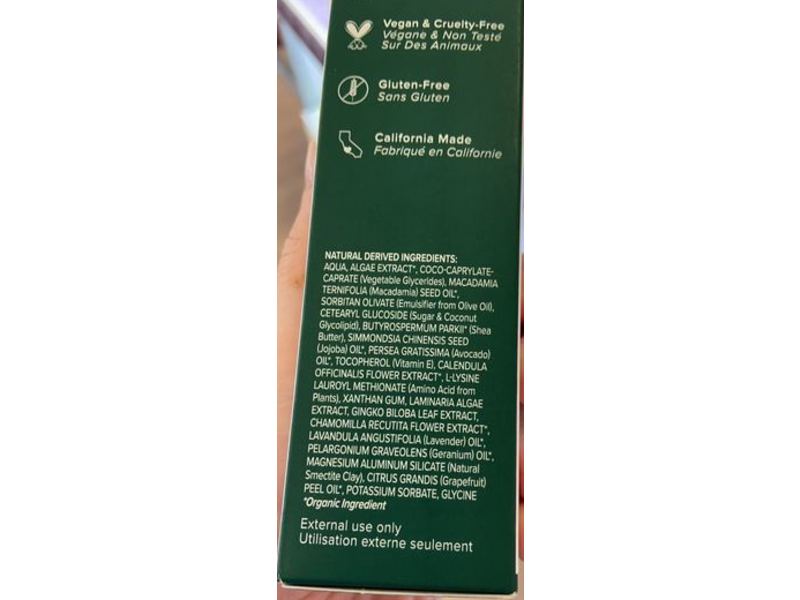 Vegan & Cruelty-Free
Végane & Non Testé
Sur Des Animaux
Gluten-Free
Sans Gluten
California Made
Fabriqué en Californie
NATURAL DERIVED INGREDIENTS:
AQUA, ALGAE EXTRACT*, COCO-CAPRYLATE-
CAPRATE (Vegetable Glycerides), MACADAMIA
TERNIFOLIA (Macadamia) SEED OIL*,
SORBITAN OLIVATE (Emulsifier from Olive Oil),
CETEARYL GLUCOSIDE (Sugar & Coconut
Glycolipid), BUTYROSPERMUM PARKII* (Shea
Butter), SIMMONDSIA CHINENSIS SEED
(Jojoba) OIL*, PERSEA GRATISSIMA (Avocado)
OIL*, TOCOPHEROL (Vitamin E), CALENDULA
OFFICINALIS FLOWER EXTRACT*, L-LYSINE
LAUROYL METHIONATE (Amino Acid from
Plants), XANTHAN GUM, LAMINARIA ALGAE
EXTRACT, GINGKO BILOBA LEAF EXTRACT,
CHAMOMILLA RECUTITA FLOWER EXTRACT*,
LAVANDULA ANGUSTIFOLIA (Lavender) OIL*,
PELARGONIUM GRAVEOLENS (Geranium) OIL*,
MAGNESIUM ALUMINUM SILICATE (Natural
Smectite Clay), CITRUS GRANDIS (Grapefruit)
PEEL OIL*, POTASSIUM SORBATE, GLYCINE
*Organic Ingredient
External use only
Utilisation externe seulement